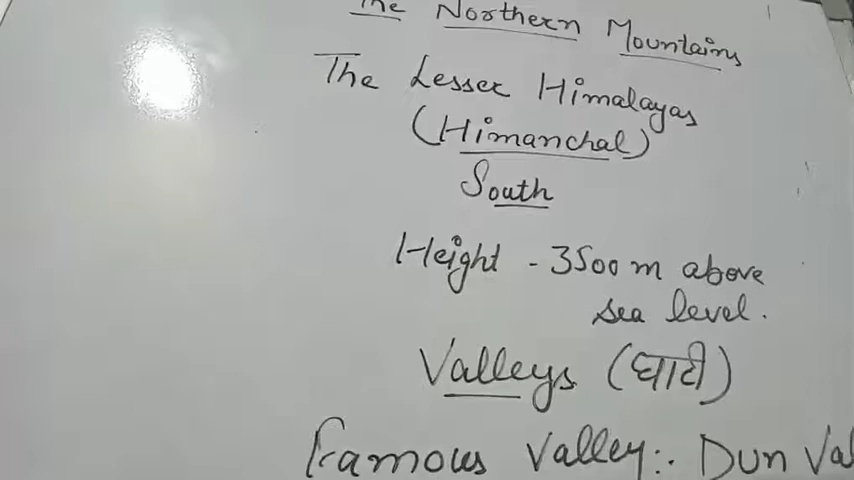 The Northern Mountains
The Lesser Himalayas
(Himanchal)
South
Height - 3500 m above
sea level.
Valleys (घाटी)
Famous Valley:- Dun Va